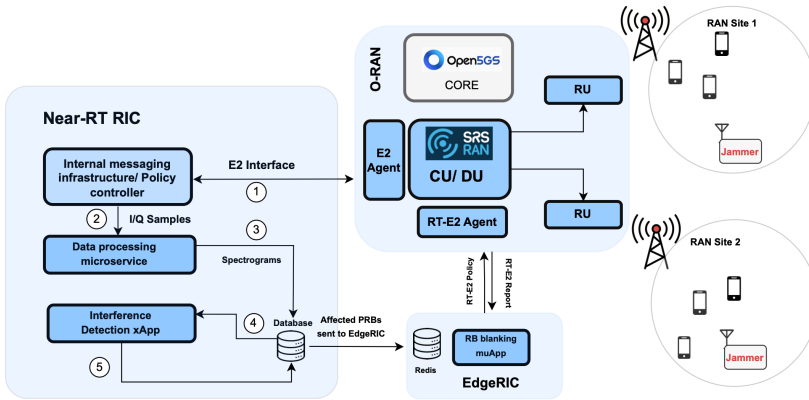 Near-RT RIC
Internal messaging
infrastructure/ Policy
controller
E2 Interface
1
2
I/Q Samples
3
Data processing
microservice
Spectrograms
Interference
Detection xApp
4
Database
5
Affected PRBs
sent to EdgeRIC
O-RAN
Open5GS
CORE
E2
Agent
SRS
RAN
CU/ DU
RT-E2 Agent
RU
RU
RT-E2 Policy
RT-E2 Report
Redis
RB blanking
muApp
EdgeRIC
RAN Site 1
Jammer
RAN Site 2
Jammer